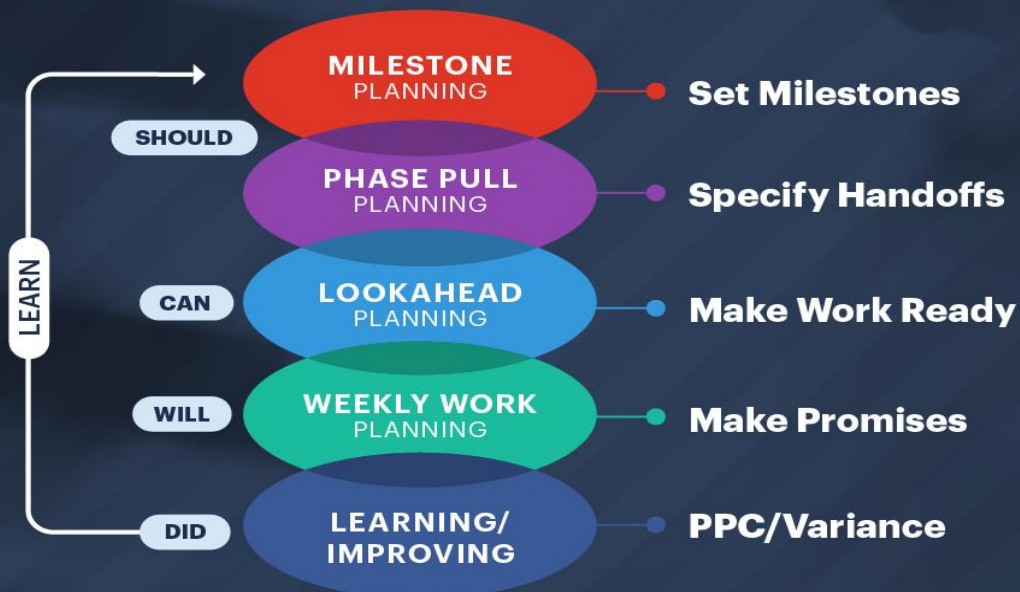 MILESTONE
PLANNING
Set Milestones
SHOULD
PHASE PULL
PLANNING
Specify Handoffs
LEARN
CAN
LOOKAHEAD
PLANNING
Make Work Ready
WILL
WEEKLY WORK
PLANNING
Make Promises
DID
LEARNING/
IMPROVING
PPC/Variance